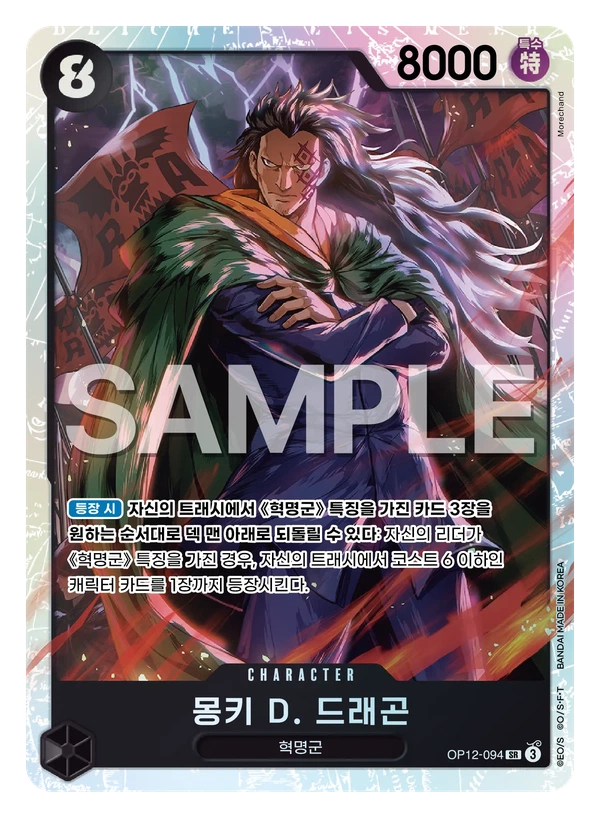 8
8000
특수
特
Morechand
R A
SAMPLE
등장 시 자신의 트래시에서 《혁명군》 특징을 가진 카드 3장을
원하는 순서대로 덱 맨 아래로 되돌릴 수 있다: 자신의 리더가
《혁명군》 특징을 가진 경우, 자신의 트래시에서 코스트 6 이하인
캐릭터 카드를 1장까지 등장시킨다.
CHARACTER
몽키 D. 드래곤
혁명군
OP12-094 SR 3
©EO/S ©O/S·F·T BANDAI MADE IN KOREA